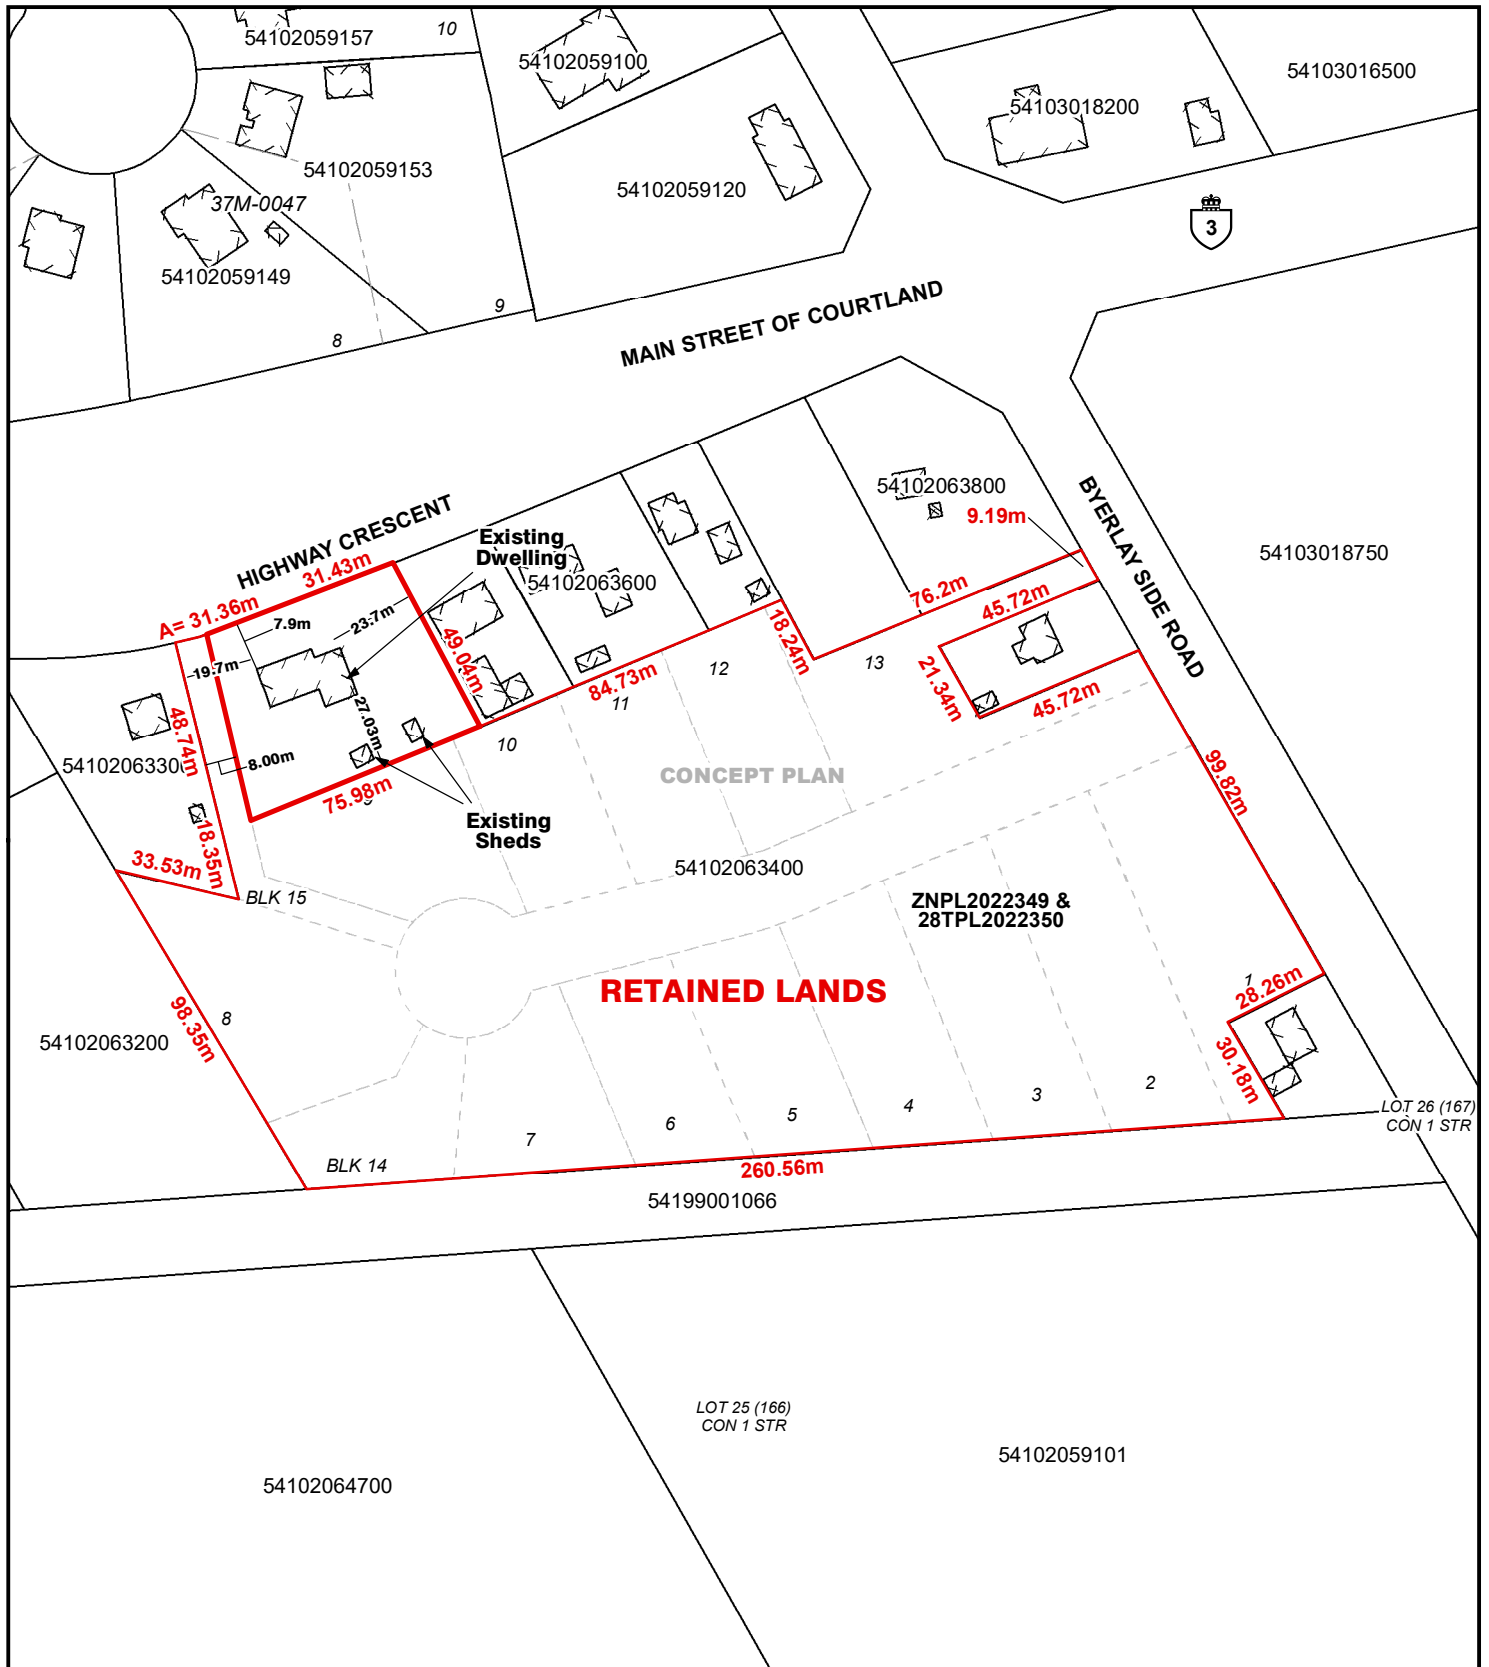 54102059157
10
54102059100
54103016500
54103018200
54102059153
54102059120
37M-0047
3
54102059149
9
8
MAIN STREET OF COURTLAND
54102063800
9.19m
BYERLAY SIDE ROAD
HIGHWAY CRESCENT
Existing
Dwelling
54103018750
31.43m
54102063600
76.2m
45.72m
A= 31.36m
7.9m
23.7m
49.04m
18.24m
19.7m
12
13
84.73m
21.34m
45.72m
11
27.03m
48.74m
10
54102063300
8.00m
CONCEPT PLAN
99.82m
75.98m
Existing
Sheds
18.35m
33.53m
54102063400
BLK 15
ZNPL2022349 &
28TPL2022350
RETAINED LANDS
1
28.26m
98.35m
8
54102063200
30.18m
2
3
4
5
6
7
LOT 26 (167)
CON 1 STR
BLK 14
260.56m
54199001066
LOT 25 (166)
CON 1 STR
54102059101
54102064700